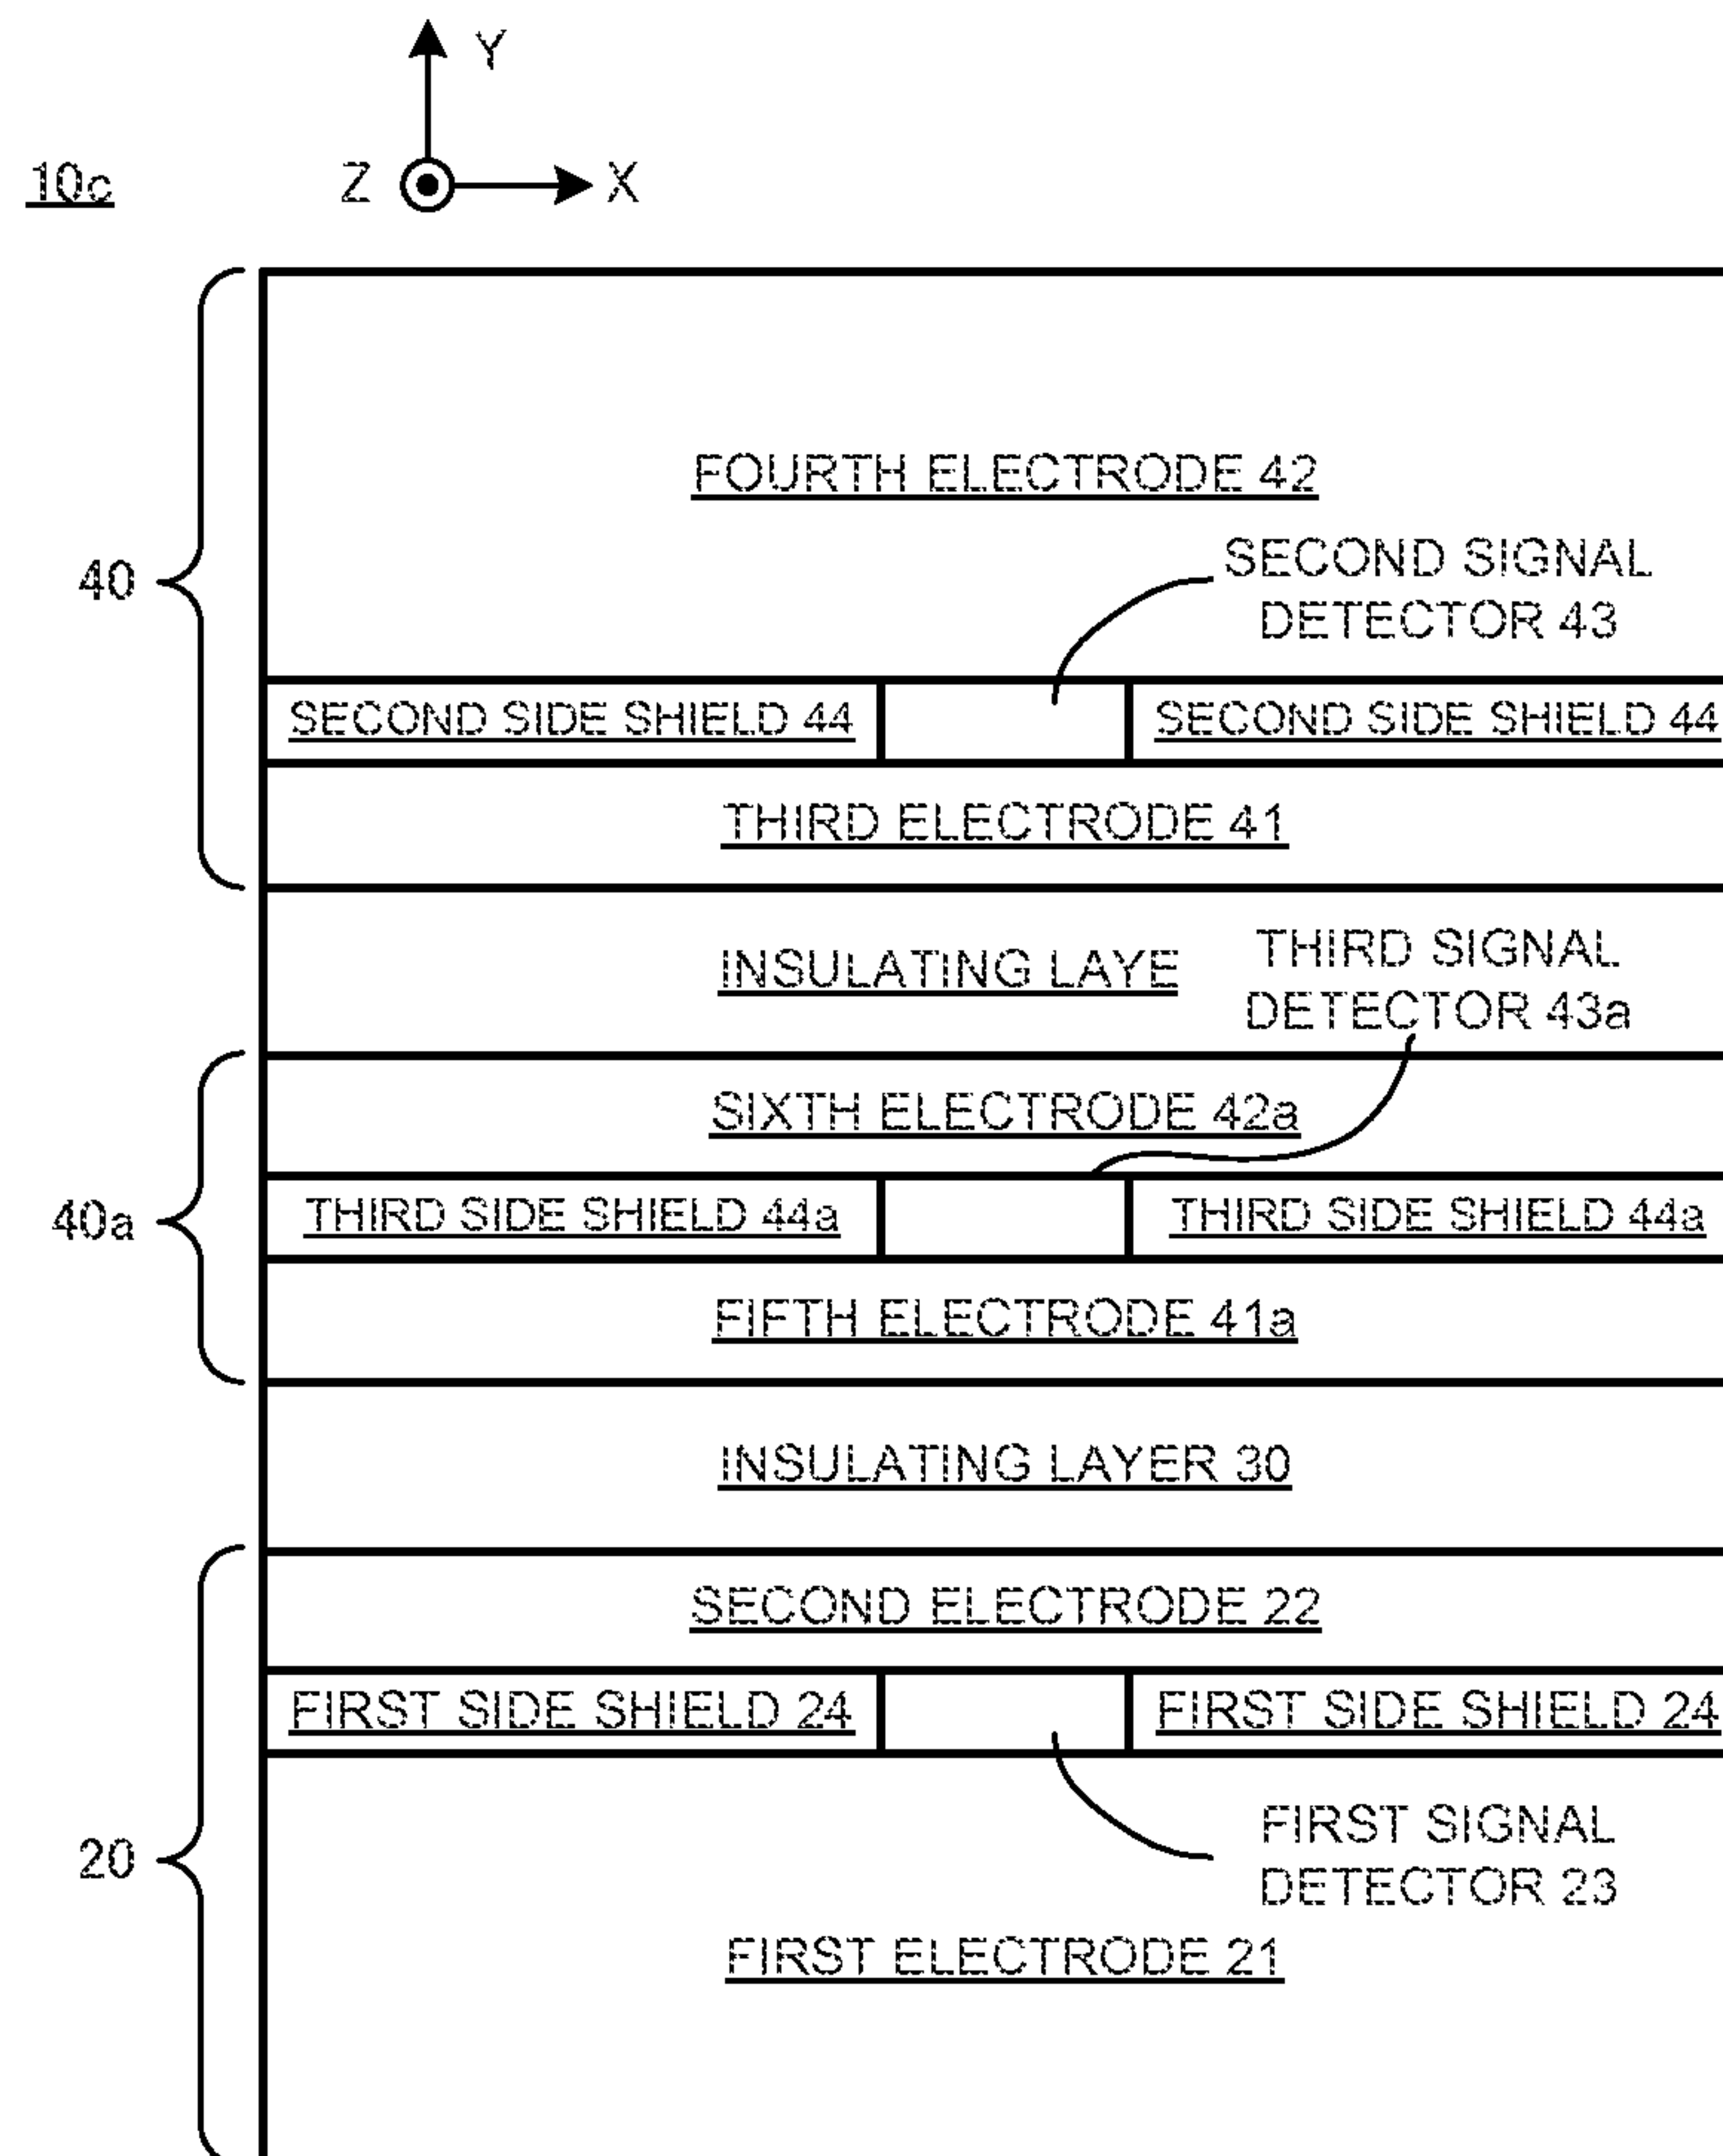 Y
10c
Z
X
FOURTH ELECTRODE 42
SECOND SIGNAL
DETECTOR 43
40
SECOND SIDE SHIELD 44
SECOND SIDE SHIELD 44
THIRD ELECTRODE 41
INSULATING LAYE
THIRD SIGNAL
DETECTOR 43a
SIXTH ELECTRODE 42a
40a
THIRD SIDE SHIELD 44a
THIRD SIDE SHIELD 44a
FIFTH ELECTRODE 41a
INSULATING LAYER 30
SECOND ELECTRODE 22
FIRST SIDE SHIELD 24
FIRST SIDE SHIELD 24
20
FIRST SIGNAL
DETECTOR 23
FIRST ELECTRODE 21